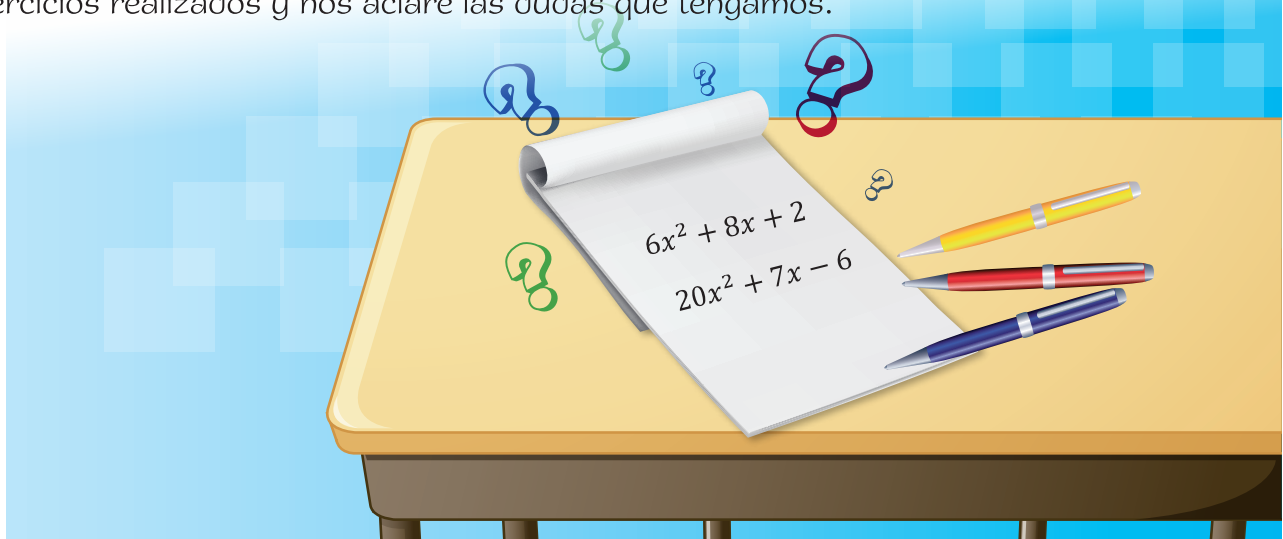 ercicios realizados y nos aclare las dudas que tengamos.
6x² + 8x + 2
20x² + 7x − 6